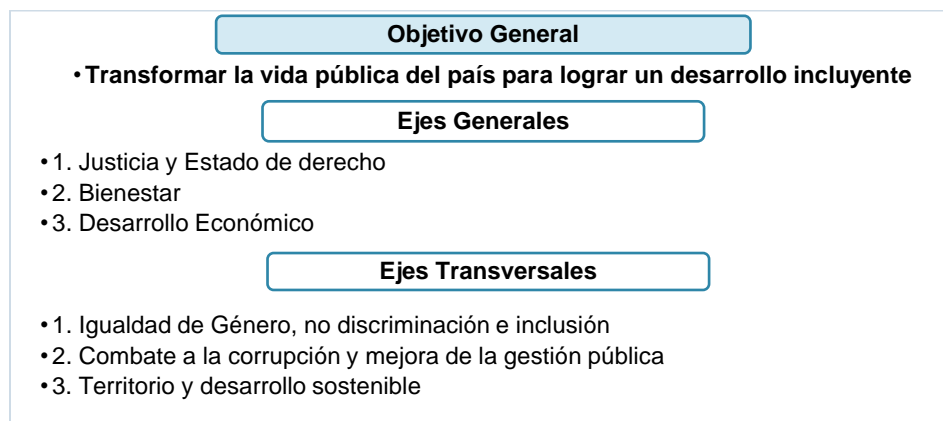 Objetivo General
•Transformar la vida pública del país para lograr un desarrollo incluyente
Ejes Generales
•1. Justicia y Estado de derecho
•2. Bienestar
•3. Desarrollo Económico
Ejes Transversales
•1. Igualdad de Género, no discriminación e inclusión
•2. Combate a la corrupción y mejora de la gestión pública
•3. Territorio y desarrollo sostenible